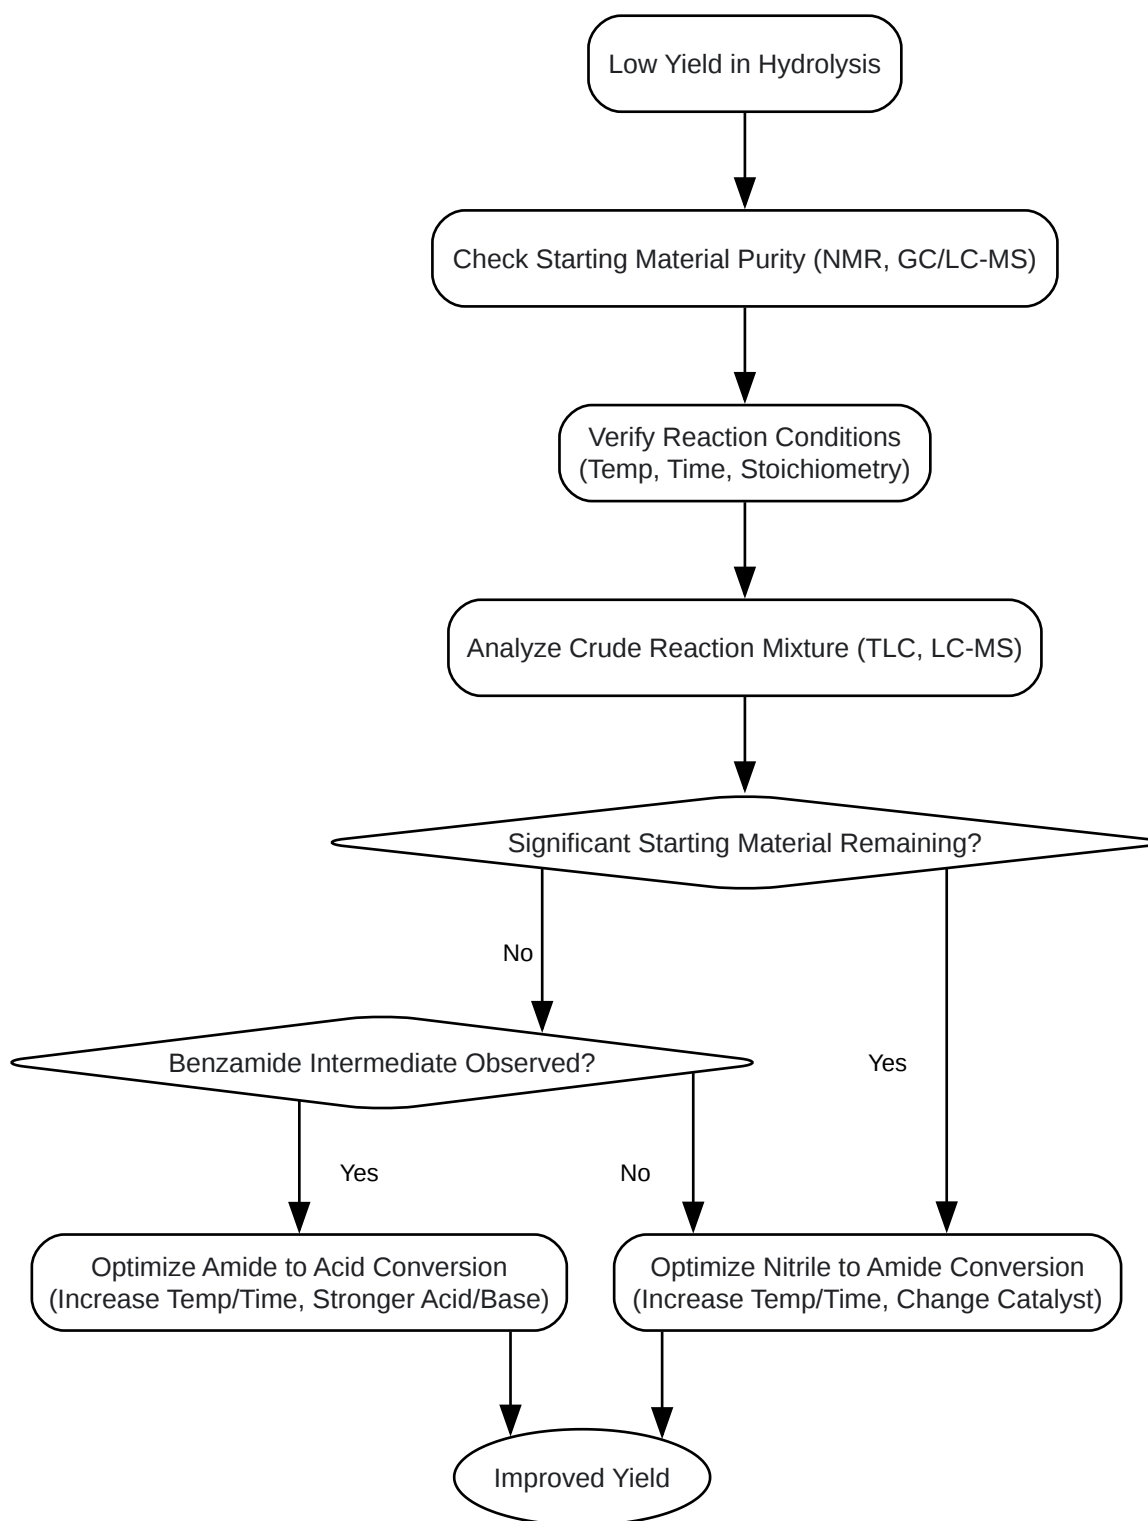 Low Yield in Hydrolysis
Check Starting Material Purity (NMR, GC/LC-MS)
Verify Reaction Conditions
(Temp, Time, Stoichiometry)
Analyze Crude Reaction Mixture (TLC, LC-MS)
Significant Starting Material Remaining?
No
Benzamide Intermediate Observed?
Yes
Yes
No
Optimize Amide to Acid Conversion
(Increase Temp/Time, Stronger Acid/Base)
Optimize Nitrile to Amide Conversion
(Increase Temp/Time, Change Catalyst)
Improved Yield